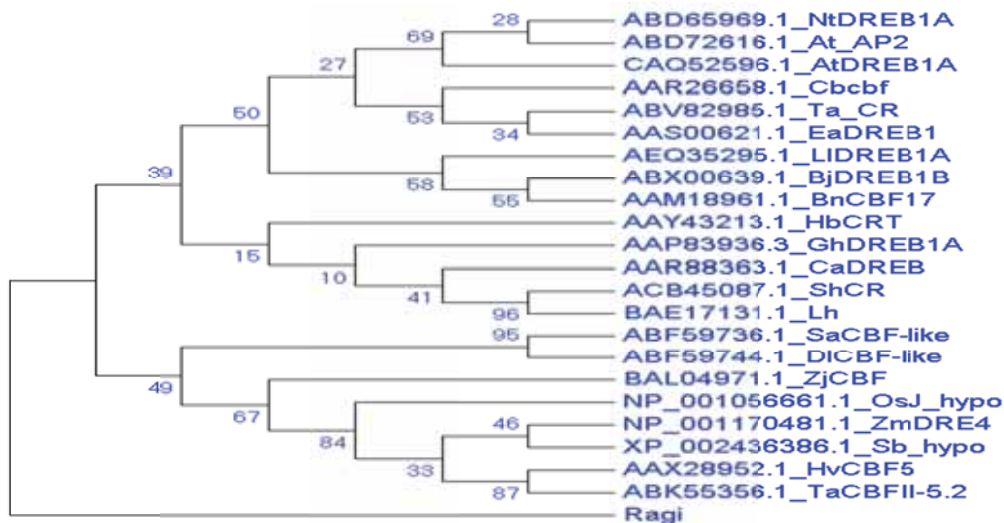 28 ABD65969.1_NtDREB1A
69 ABD72616.1_At_AP2
27 CAQ52596.1_AtDREB1A
AAR26658.1_Cbcbf
50 53 ABV82985.1_Ta_CR
34 AAS00621.1_EaDREB1
AEQ35295.1_LIDREB1A
39 58 ABX00639.1_BjDREB1B
55 AAM18961.1_BnCBF17
AAY43213.1_HbCRT
15 AAP83936.3_GhDREB1A
10 AAR88363.1_CaDREB
41 ACB45087.1_ShCR
96 BAE17131.1_Lh
95 ABF59736.1_SaCBF-like
ABF59744.1_DICBF-like
49 BAL04971.1_ZjCBF
67 NP_001056661.1_OsJ_hypo
84 46 NP_001170481.1_ZmDRE4
XP_002436386.1_Sb_hypo
33 AAX28952.1_HvCBF5
87 ABK55356.1_TaCBFII-5.2
Ragi